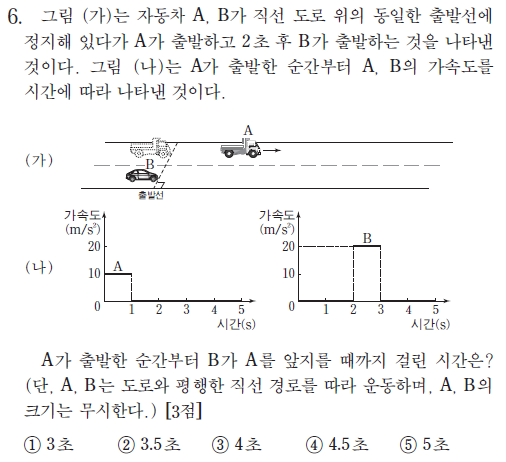 6. 그림 (가)는 자동차 A, B가 직선 도로 위의 동일한 출발선에
정지해 있다가 A가 출발하고 2초 후 B가 출발하는 것을 나타낸
것이다. 그림 (나)는 A가 출발한 순간부터 A, B의 가속도를
시간에 따라 나타낸 것이다.
(가)
A
B
출발선
(나)
가속도
(m/s²)
20
10
0
A
1 2 3 4 5
시간(s)
가속도
(m/s²)
20
10
0
B
1 2 3 4 5
시간(s)
A가 출발한 순간부터 B가 A를 앞지를 때까지 걸린 시간은?
(단, A, B는 도로와 평행한 직선 경로를 따라 운동하며, A, B의
크기는 무시한다.) [3점]
① 3초 ② 3.5초 ③ 4초 ④ 4.5초 ⑤ 5초